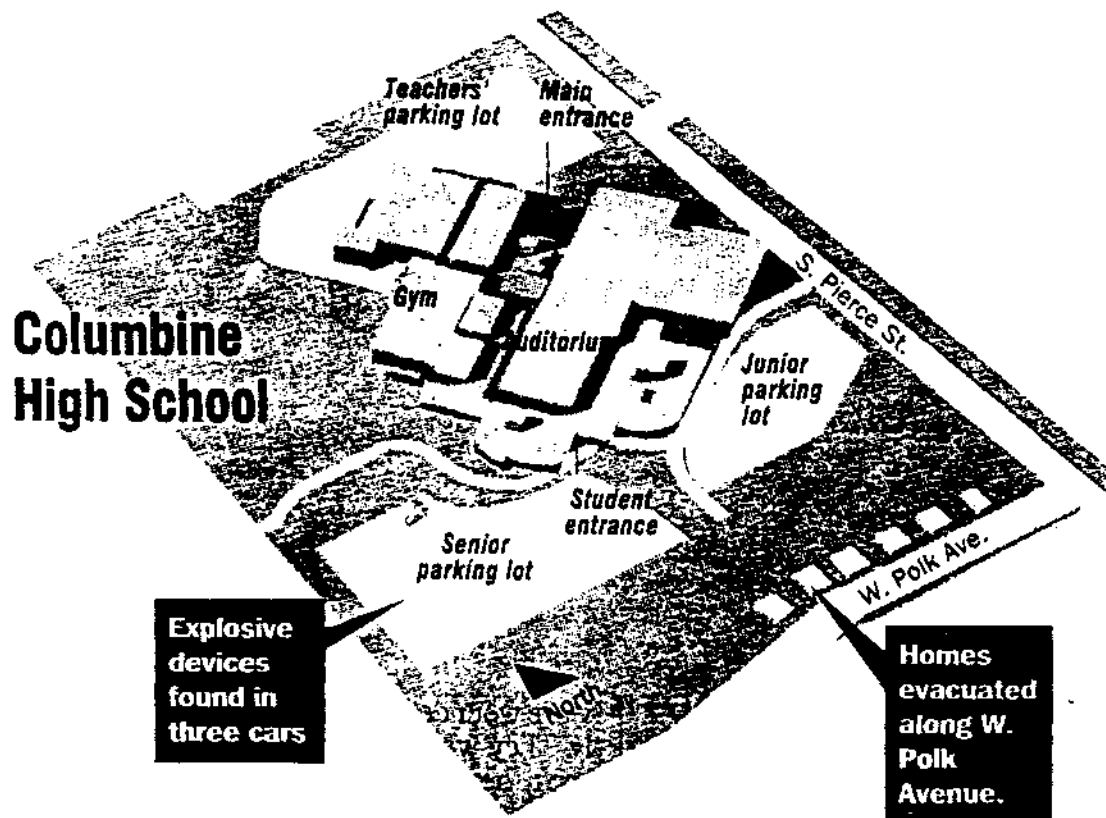 Teachers'
parking lot
Main
entrance
S. Pierce St.
Gym
Auditorium
Columbine
High School
Junior
parking
lot
Student
entrance
Senior
parking lot
W. Polk Ave.
Explosive
devices
found in
three cars
North
Homes
evacuated
along W.
Polk
Avenue.